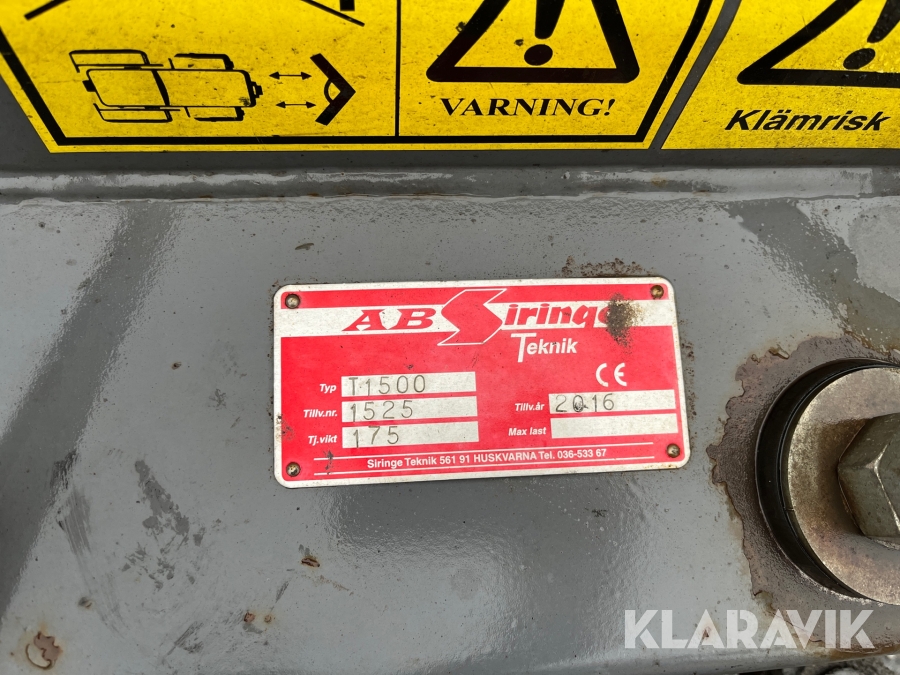 VARNING!
Klämrisk
AB Siringe
Teknik
CE
Typ T1500
Tillv.nr. 1525
Tillv.år 2016
Tj.vikt 175
Max last
Siringe Teknik 561 91 HUSKVARNA Tel. 036-533 67
KLARAVIK